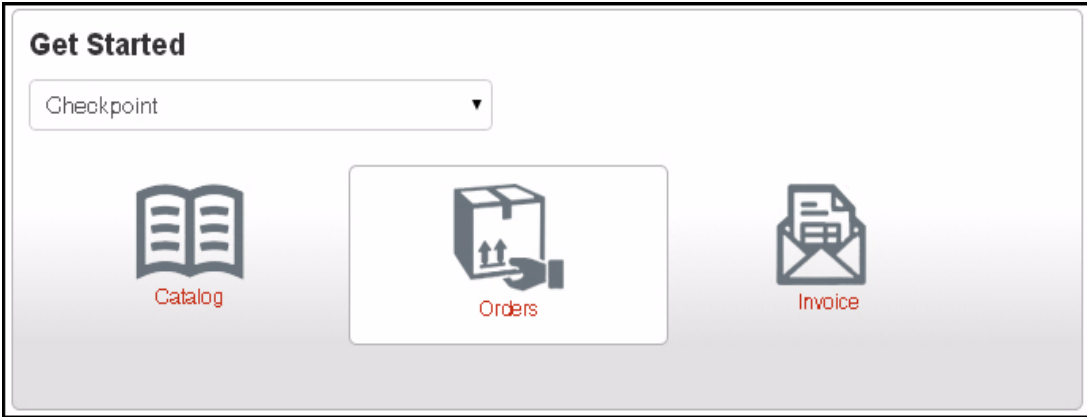 Get Started
Checkpoint
Catalog
Orders
Invoice